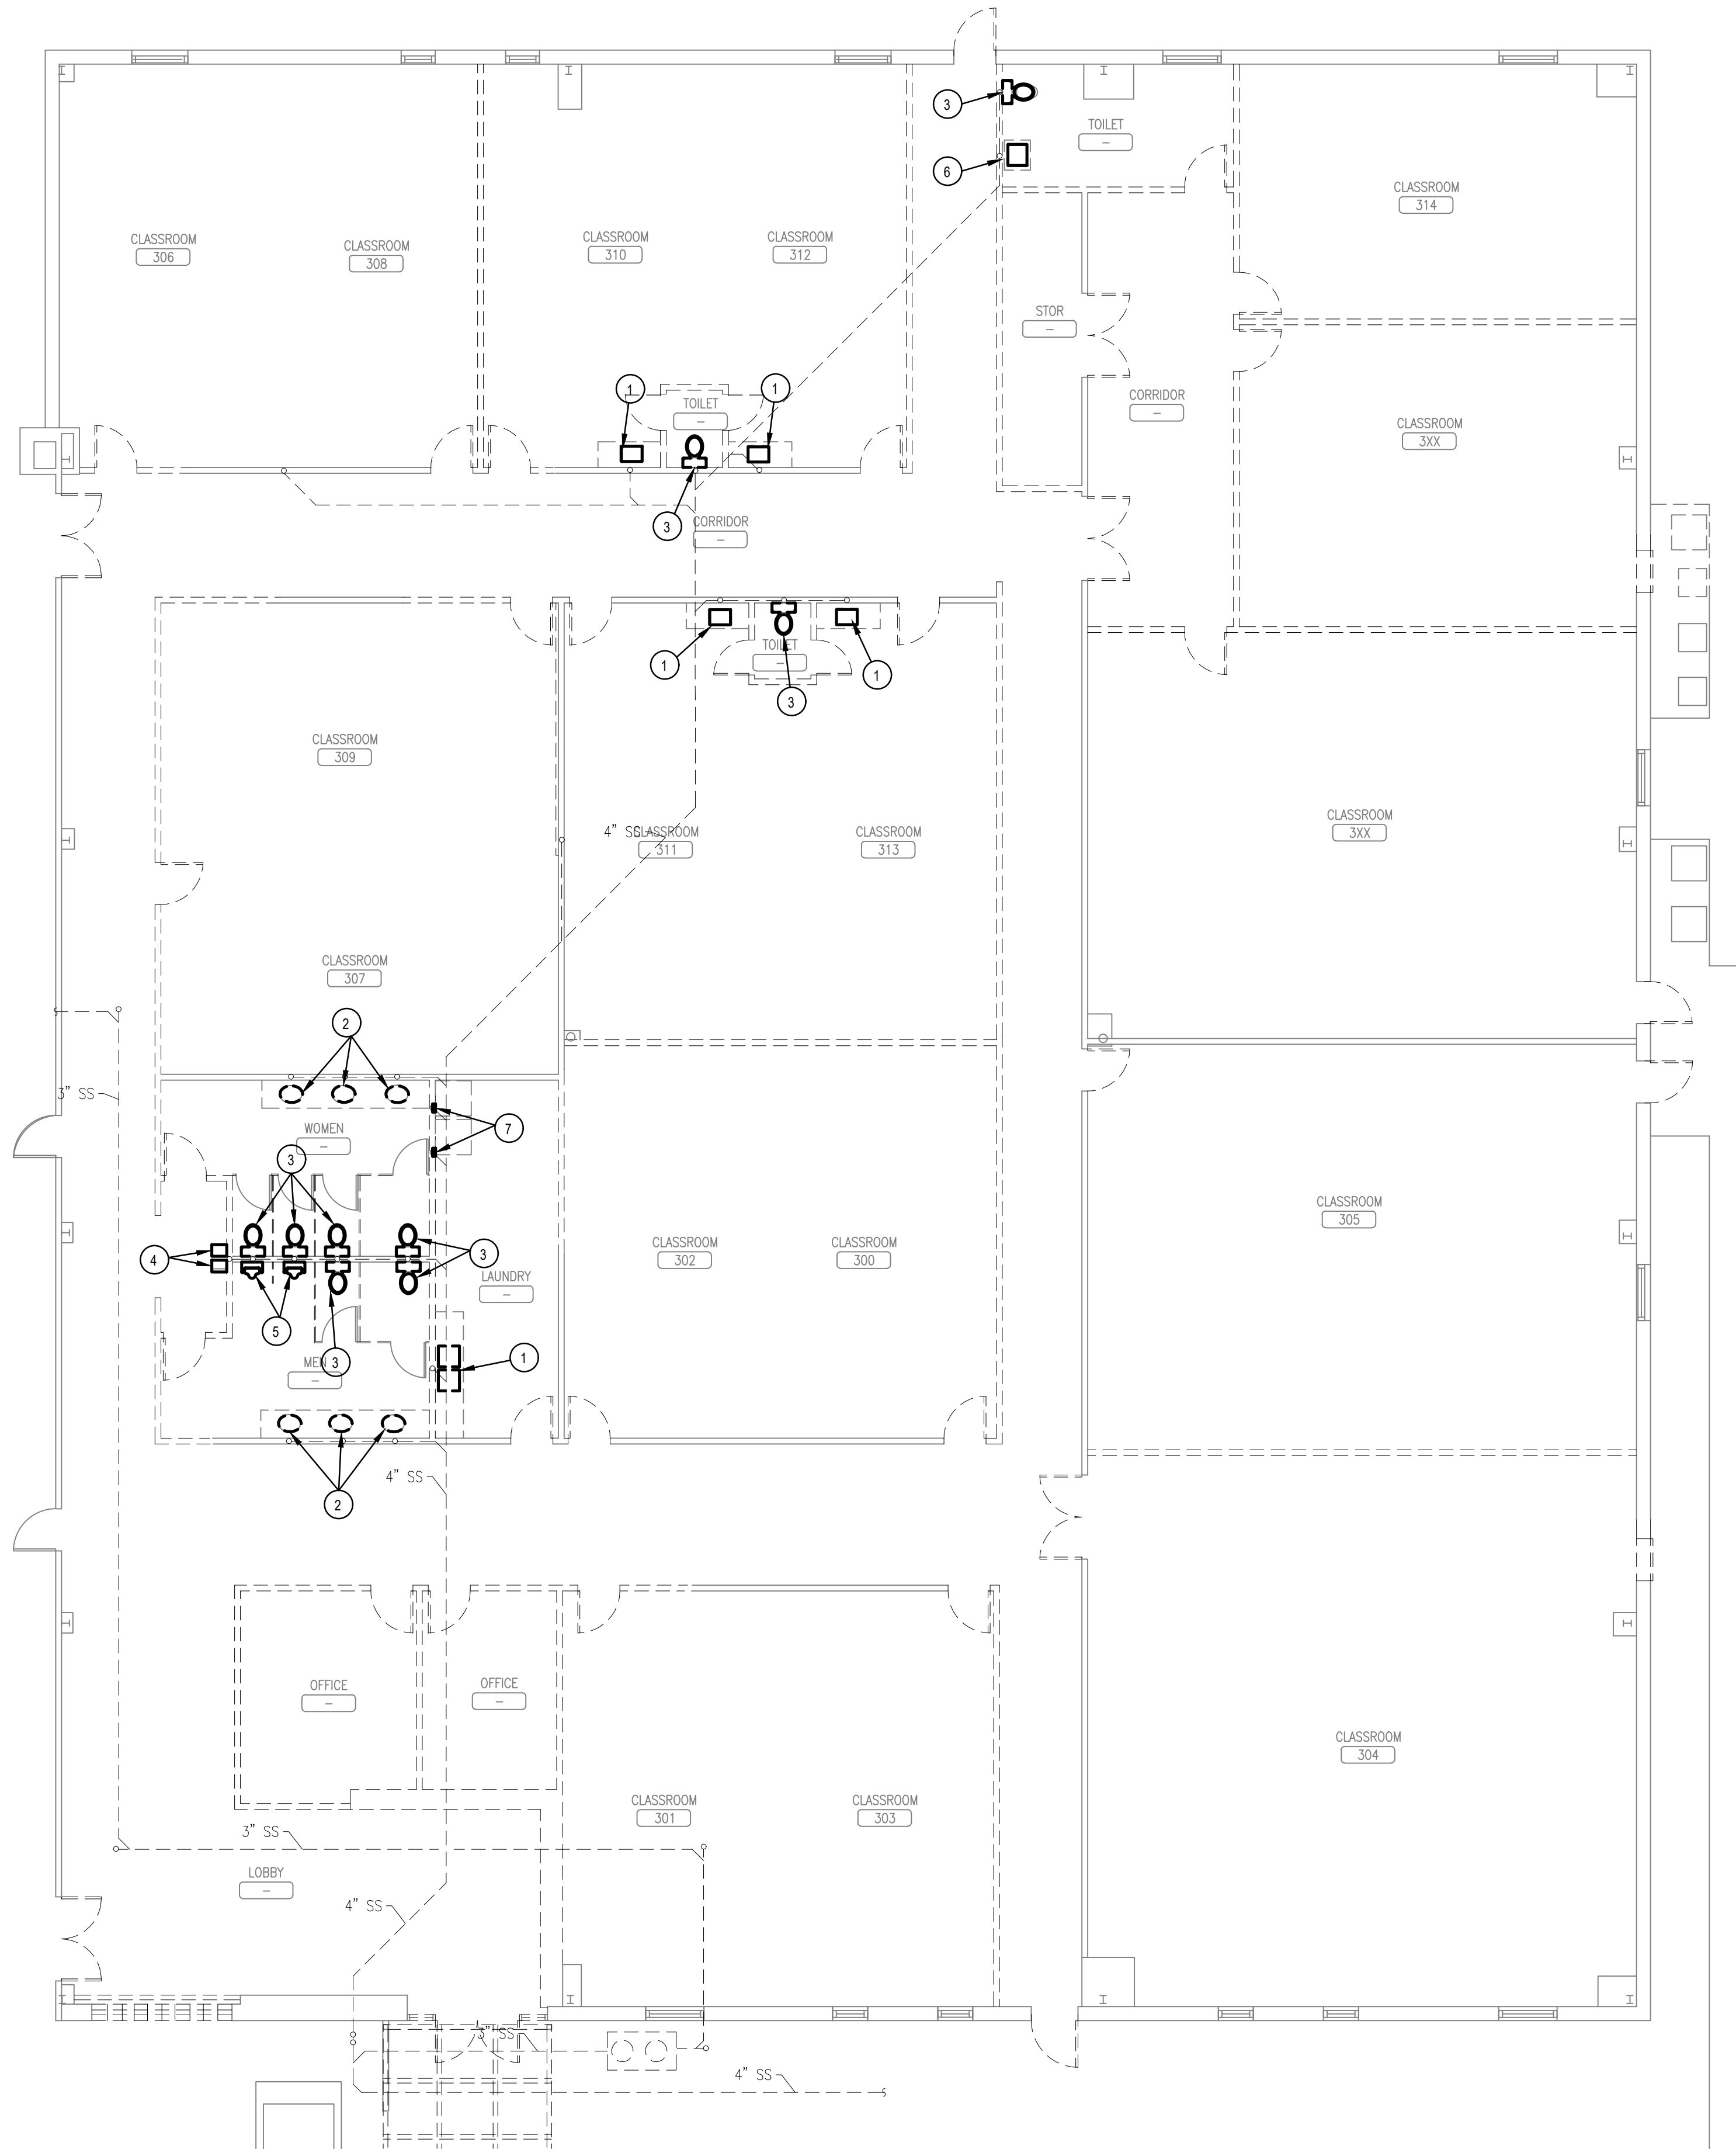 3
TOILET
–
6
CLASSROOM
314
CLASSROOM
306
CLASSROOM
308
CLASSROOM
310
CLASSROOM
312
STOR
–
1
1
TOILET
–
CORRIDOR
–
CLASSROOM
3XX
3
CORRIDOR
–
1
TOILET
–
1
3
CLASSROOM
309
4" SS
CLASSROOM
311
CLASSROOM
313
CLASSROOM
3XX
CLASSROOM
307
2
3" SS
WOMEN
–
7
3
4
3
CLASSROOM
302
CLASSROOM
300
CLASSROOM
305
LAUNDRY
–
5
MEN
–
3
1
4" SS
2
OFFICE
–
OFFICE
–
CLASSROOM
304
CLASSROOM
301
CLASSROOM
303
3" SS
LOBBY
–
4" SS
3" SS
4" SS